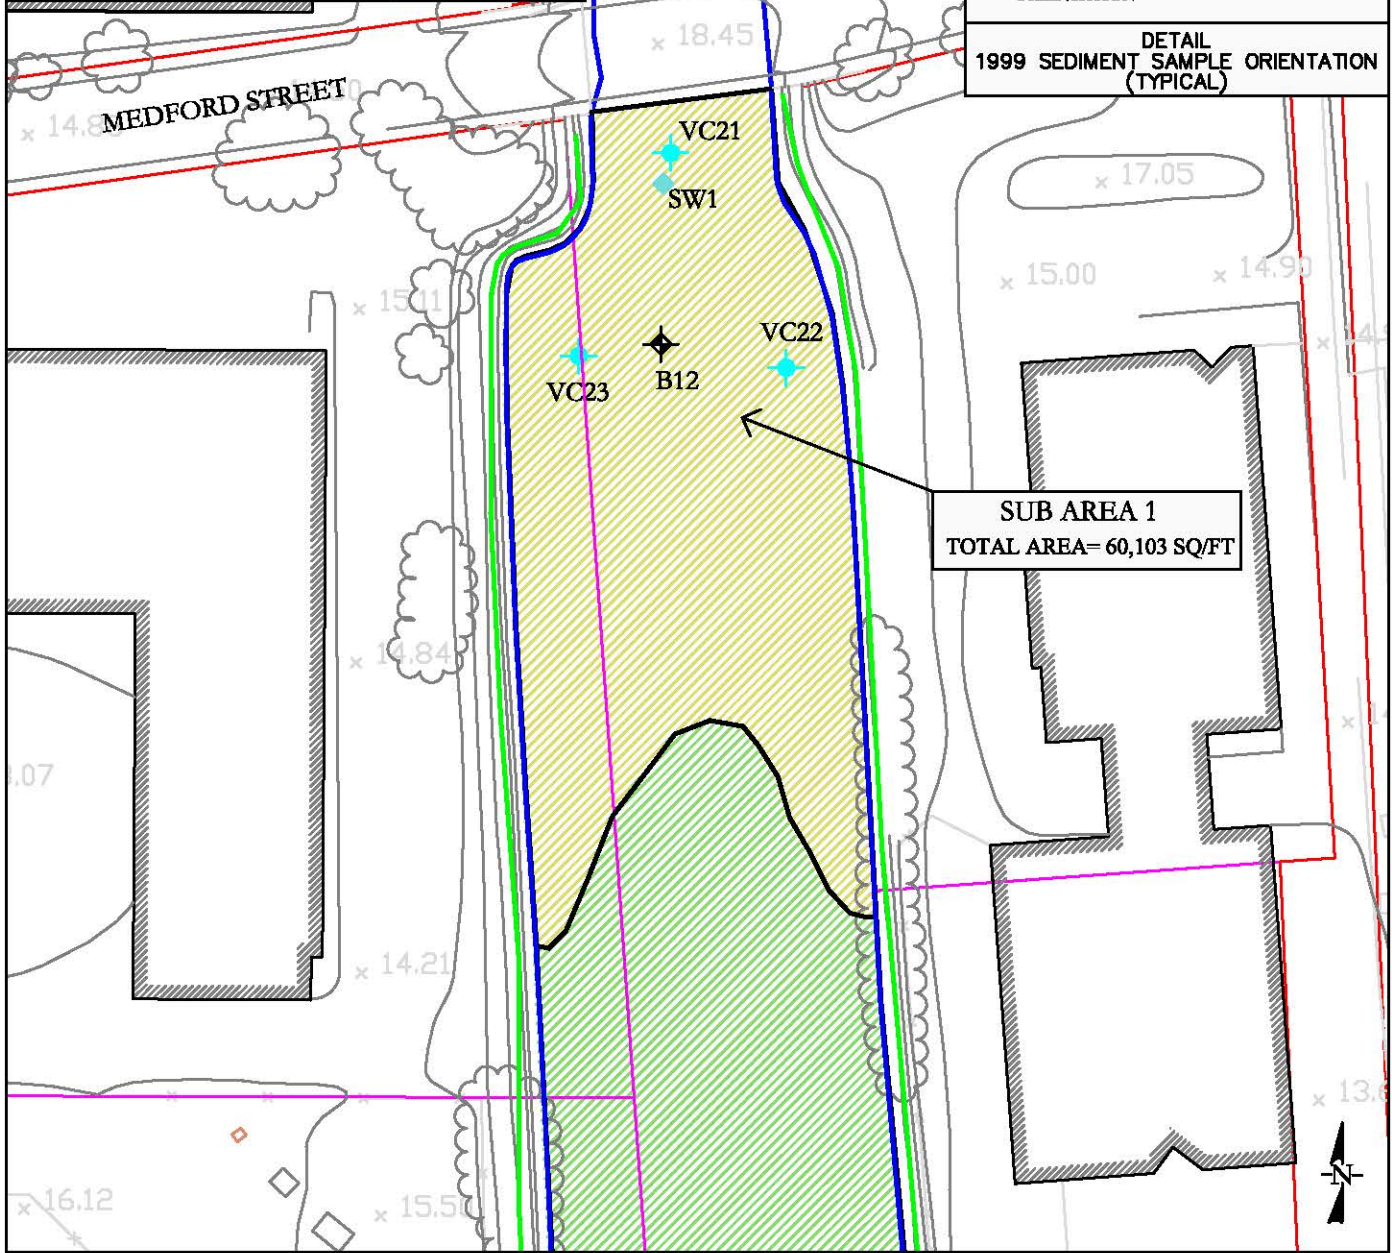 × 18.45
DETAIL
1999 SEDIMENT SAMPLE ORIENTATION
(TYPICAL)
MEDFORD STREET
VC21
× 17.05
SW1
× 15.00
× 14.90
× 15.11
VC22
VC23
B12
SUB AREA 1
TOTAL AREA= 60,103 SQ/FT
× 14.84
× 14.21
× 16.12
N